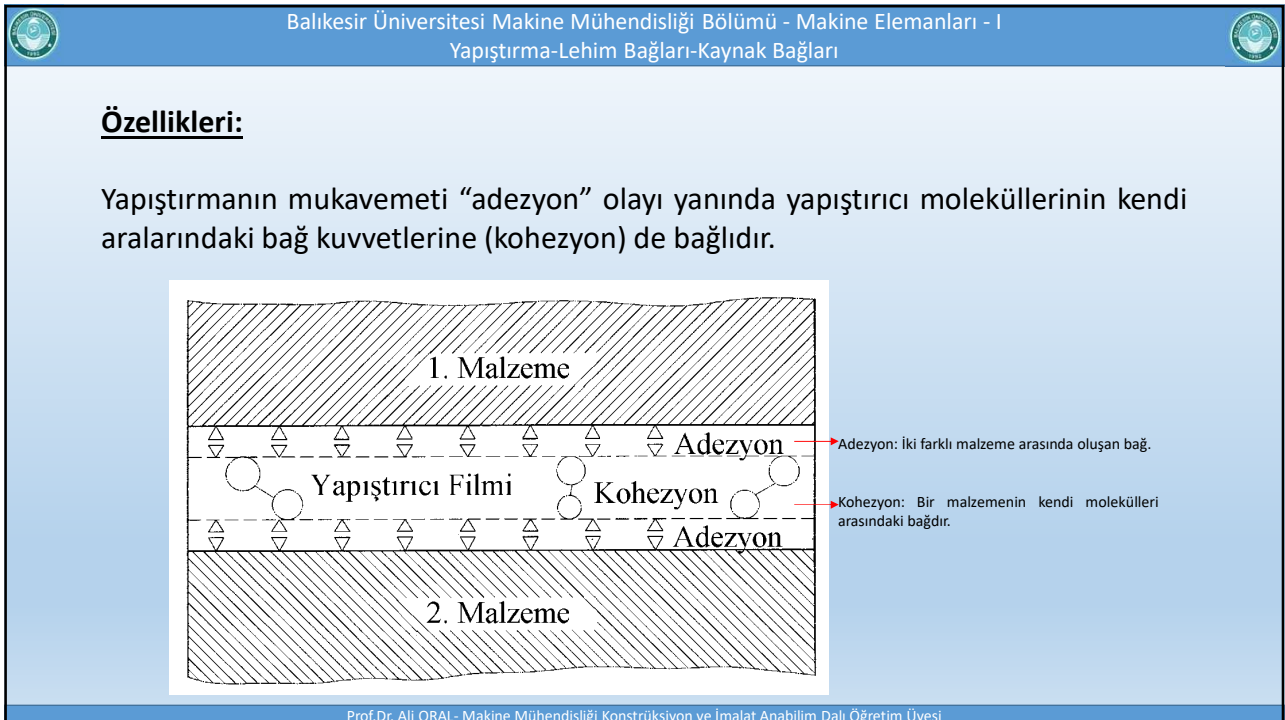 Balıkesir Üniversitesi Makine Mühendisliği Bölümü - Makine Elemanları - I
Yapıştırma-Lehim Bağları-Kaynak Bağları
Özellikleri:
Yapıştırmanın mukavemeti “adezyon” olayı yanında yapıştırıcı moleküllerinin kendi
aralarındaki bağ kuvvetlerine (kohezyon) de bağlıdır.
1. Malzeme
Adezyon
Adezyon: İki farklı malzeme arasında oluşan bağ.
Yapıştırıcı Filmi
Kohezyon
Kohezyon: Bir malzemenin kendi molekülleri
arasındaki bağdır.
Adezyon
2. Malzeme
Prof.Dr. Ali ORAL- Makine Mühendisliği Konstrüksiyon ve İmalat Anabilim Dalı Öğretim Üyesi